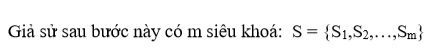 Giả sử sau bước này có m siêu khoá: S = {S₁,S₂,…,Sₘ}